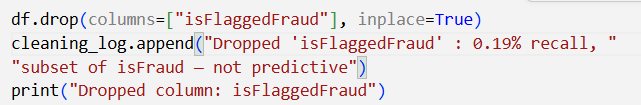 df.drop(columns=["isFlaggedFraud"], inplace=True)
cleaning_log.append("Dropped 'isFlaggedFraud' : 0.19% recall, "
"subset of isFraud — not predictive")
print("Dropped column: isFlaggedFraud")